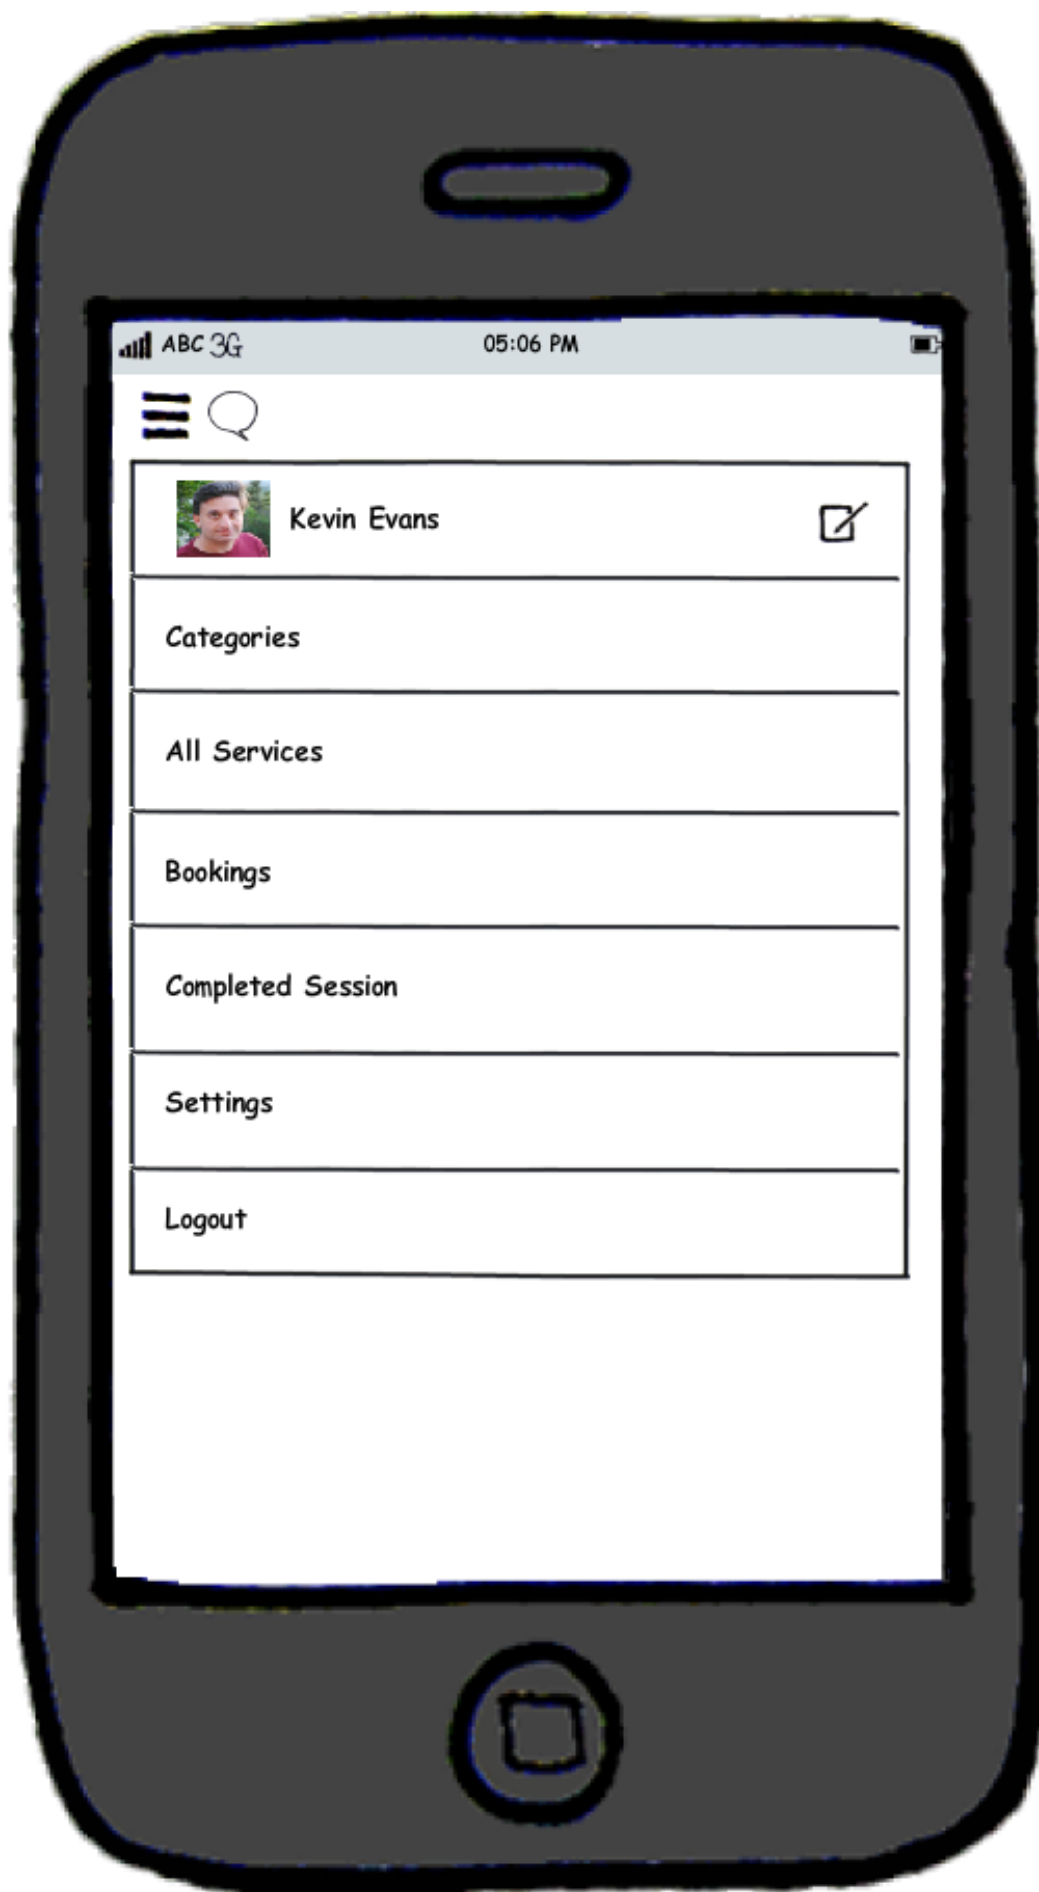 ABC 3G 05:06 PM
Kevin Evans
Categories
All Services
Bookings
Completed Session
Settings
Logout